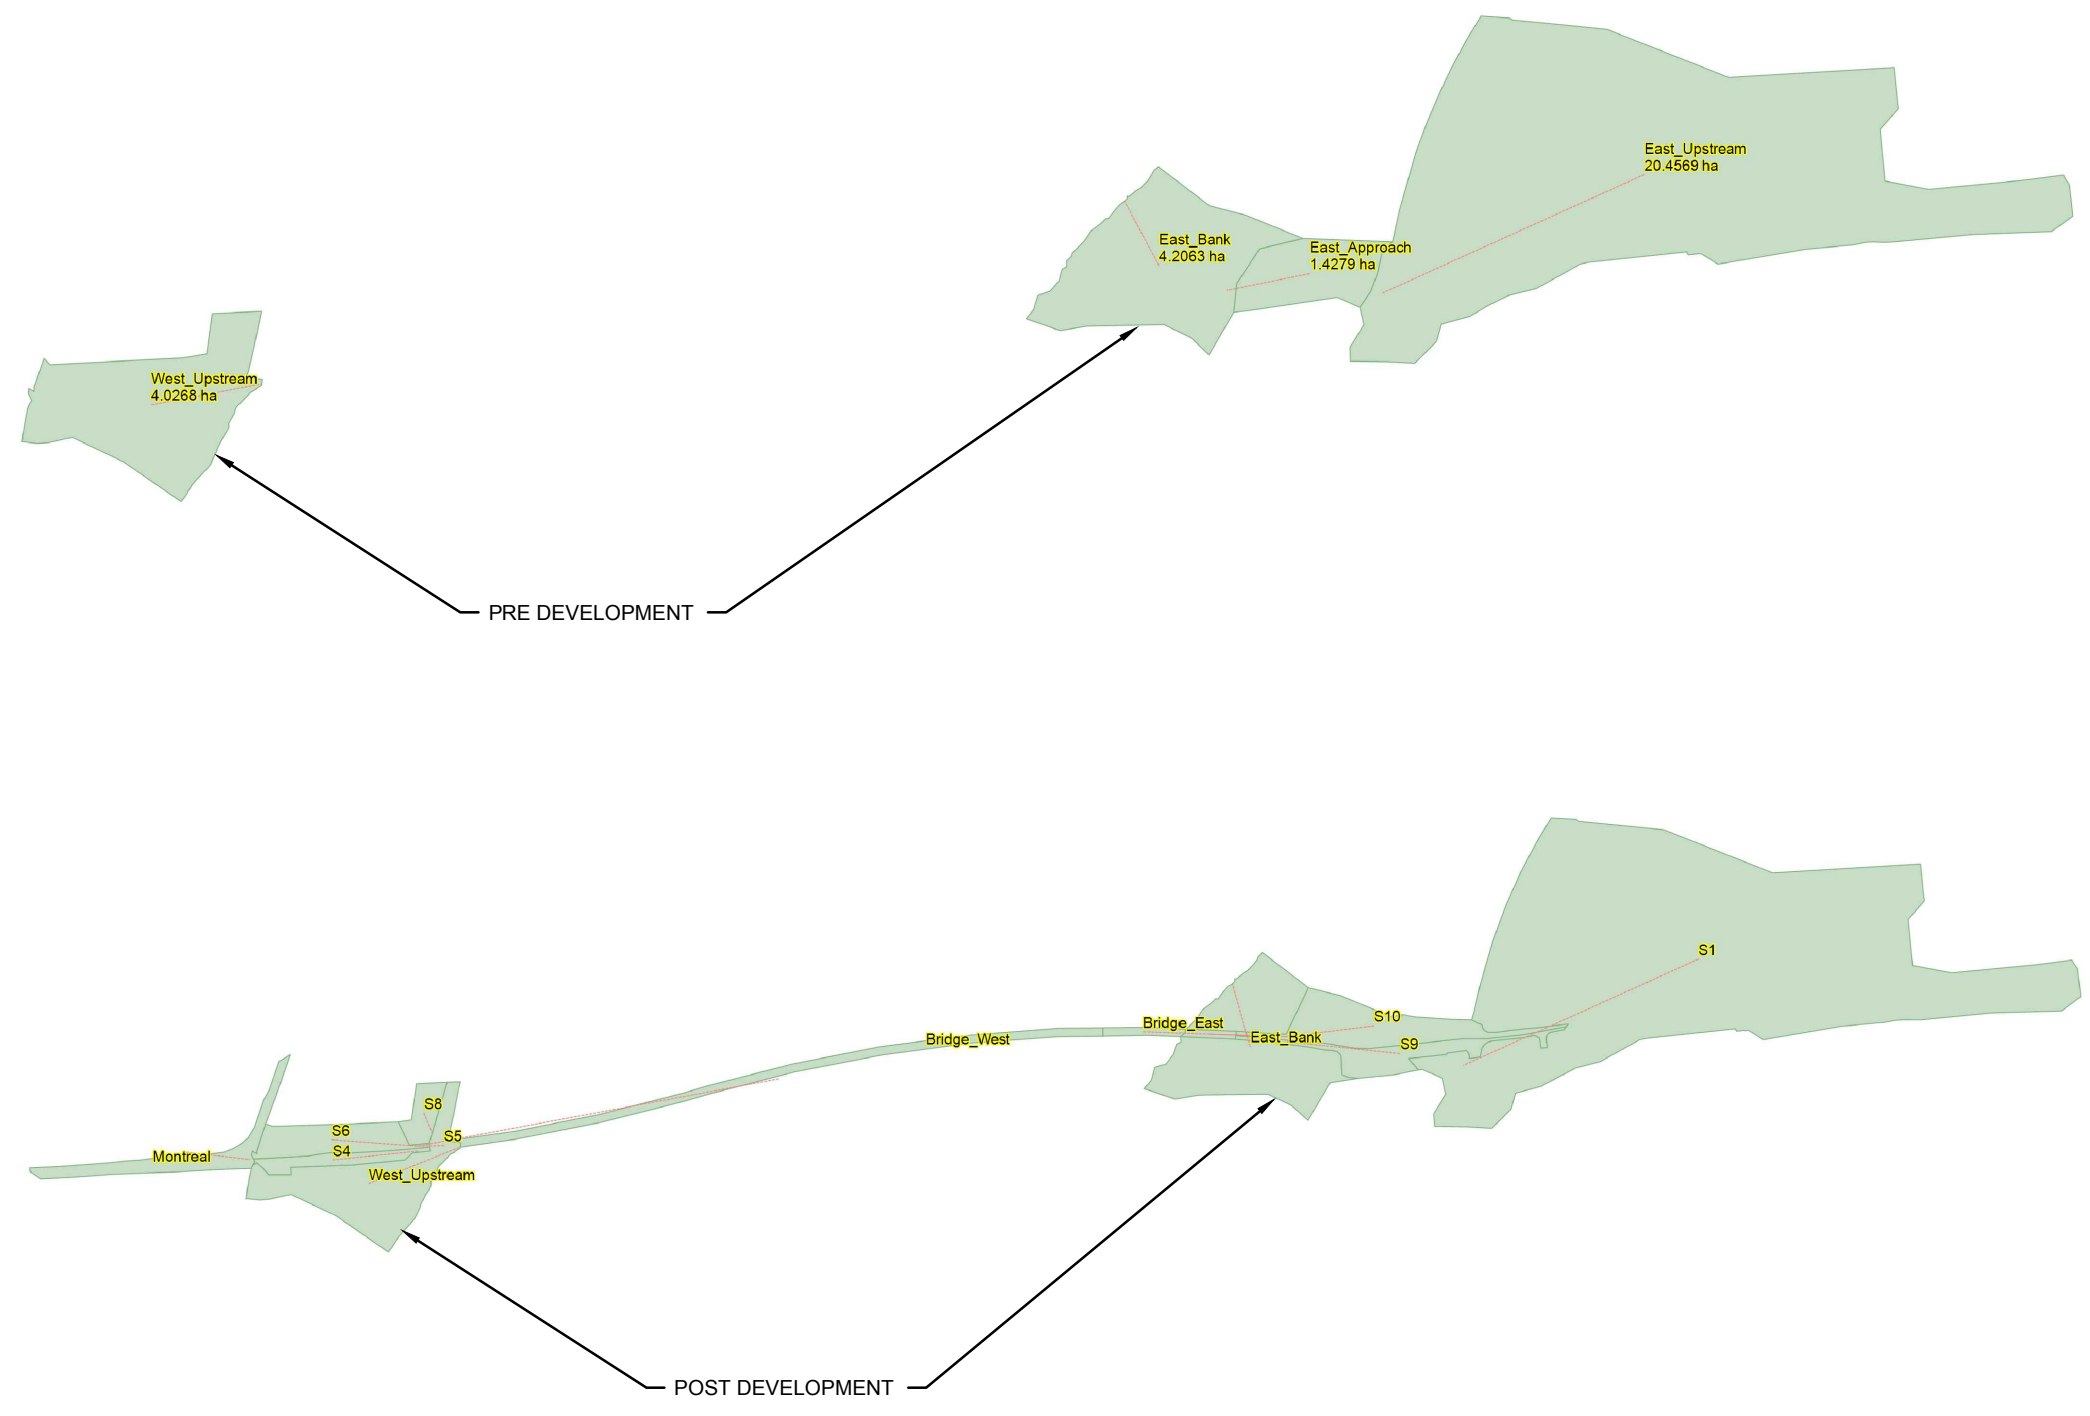 East_Upstream
20.4569 ha
East_Bank
4.2063 ha
East_Approach
1.4279 ha
West_Upstream
4.0268 ha
PRE DEVELOPMENT
S1
S10
Bridge_East
East_Bank
Bridge_West
S9
S8
S6
S5
S4
Montreal
West_Upstream
POST DEVELOPMENT